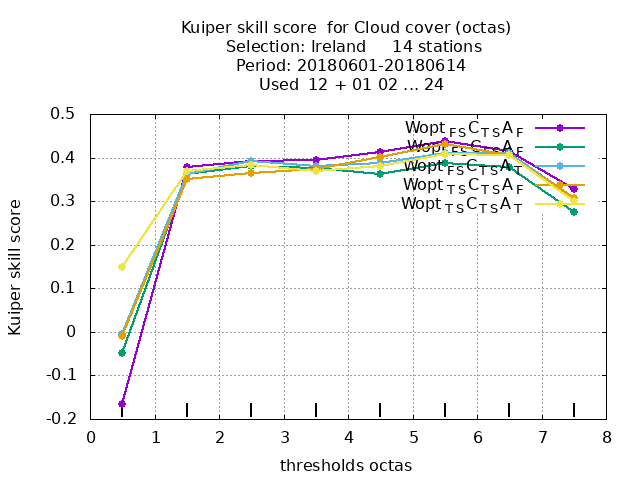 Kuiper skill score for Cloud cover (octas)
Selection: Ireland 14 stations
Period: 20180601-20180614
Used 12 + 01 02 ... 24
Kuiper skill score
0.5
0.4
0.3
0.2
0.1
0
-0.1
-0.2
Wopt FS C TS A F
Wopt FS C FS A F
Wopt FS C TS A T
Wopt TS C TS A F
Wopt TS C TS A T
0 1 2 3 4 5 6 7 8
thresholds octas